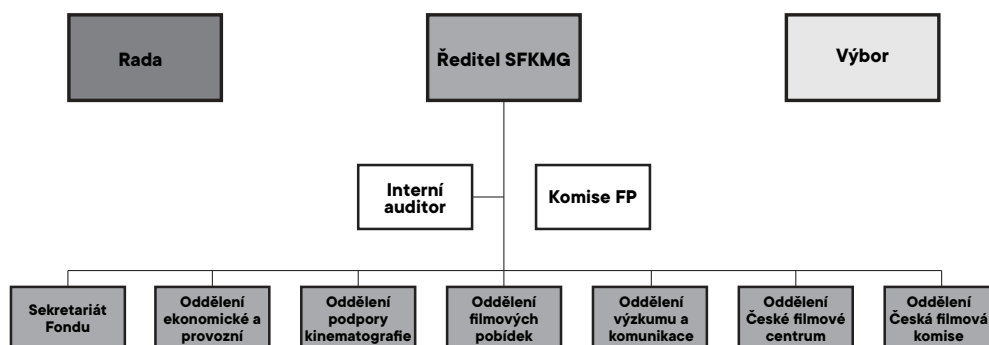 Rada
Ředitel SFKMG
Výbor
Interní
auditor
Komise FP
Sekretariát
Fondu
Oddělení
ekonomické a
provozní
Oddělení
podpory
kinematografie
Oddělení
filmových
pobídek
Oddělení
výzkumu a
komunikace
Oddělení
České filmové
centrum
Oddělení
Česká filmová
komise